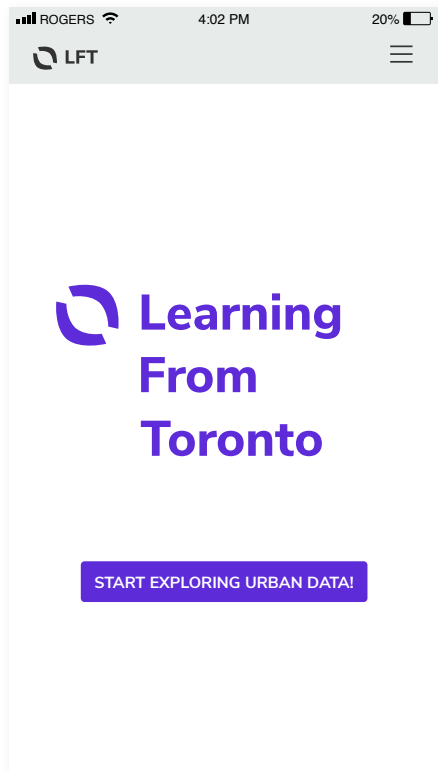 ROGERS 4:02 PM 20%
LFT
Learning
From
Toronto
START EXPLORING URBAN DATA!